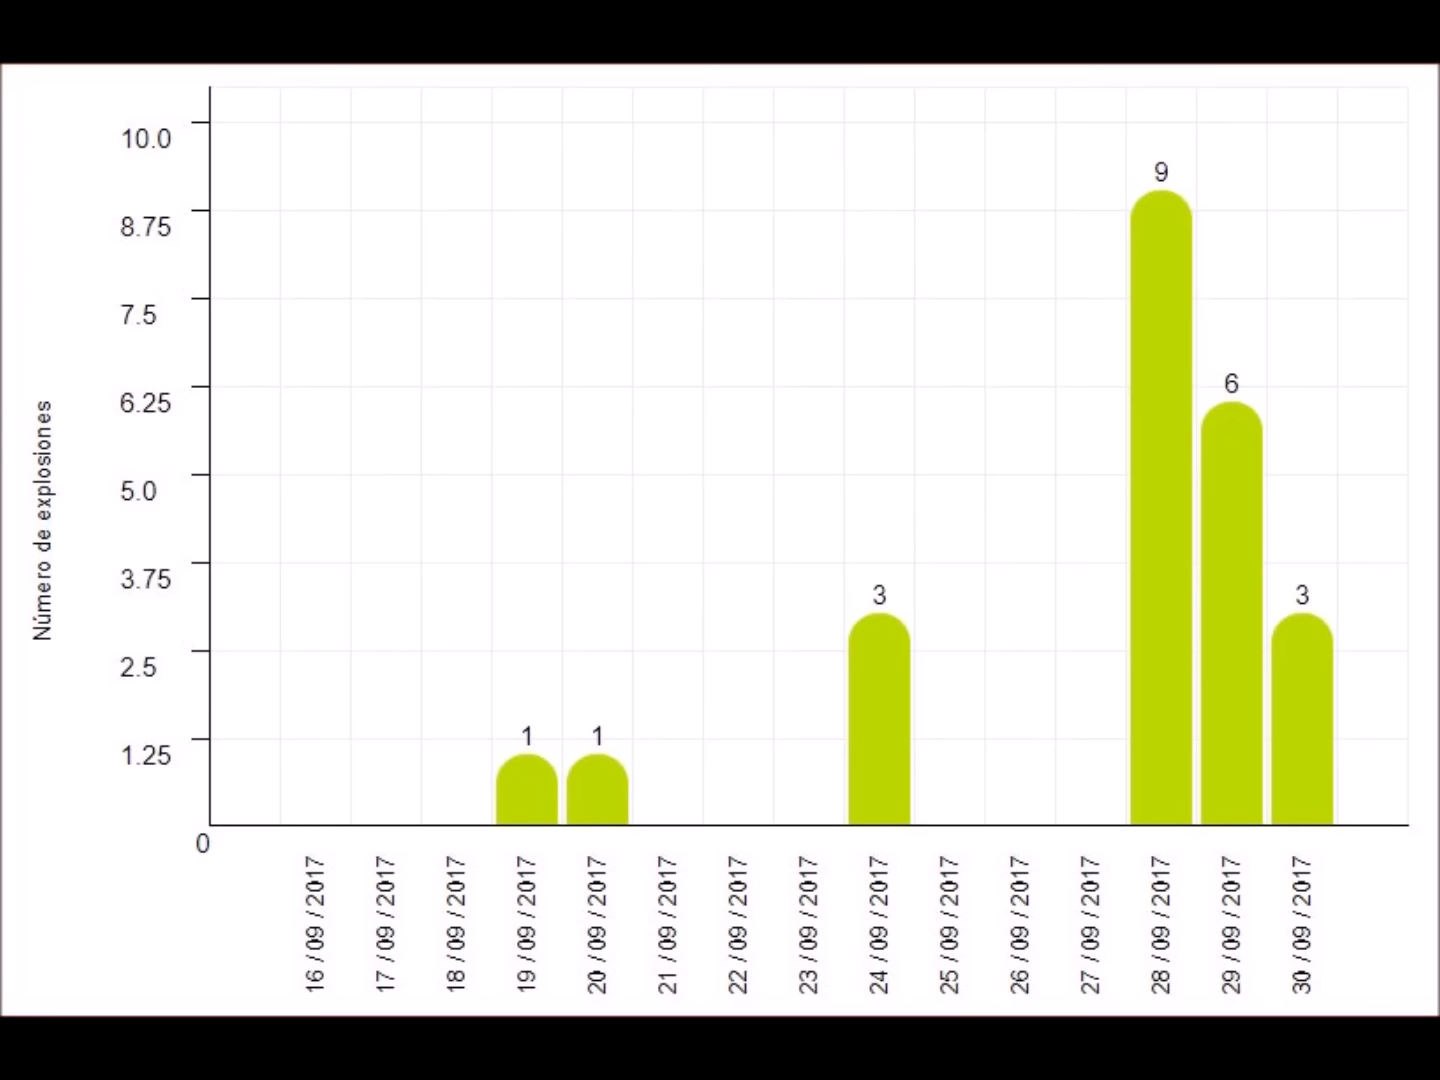 Número de explosiones
10.0
8.75
7.5
6.25
5.0
3.75
2.5
1.25
0
1
1
3
9
6
3
16 / 09 / 2017
17 / 09 / 2017
18 / 09 / 2017
19 / 09 / 2017
20 / 09 / 2017
21 / 09 / 2017
22 / 09 / 2017
23 / 09 / 2017
24 / 09 / 2017
25 / 09 / 2017
26 / 09 / 2017
27 / 09 / 2017
28 / 09 / 2017
29 / 09 / 2017
30 / 09 / 2017